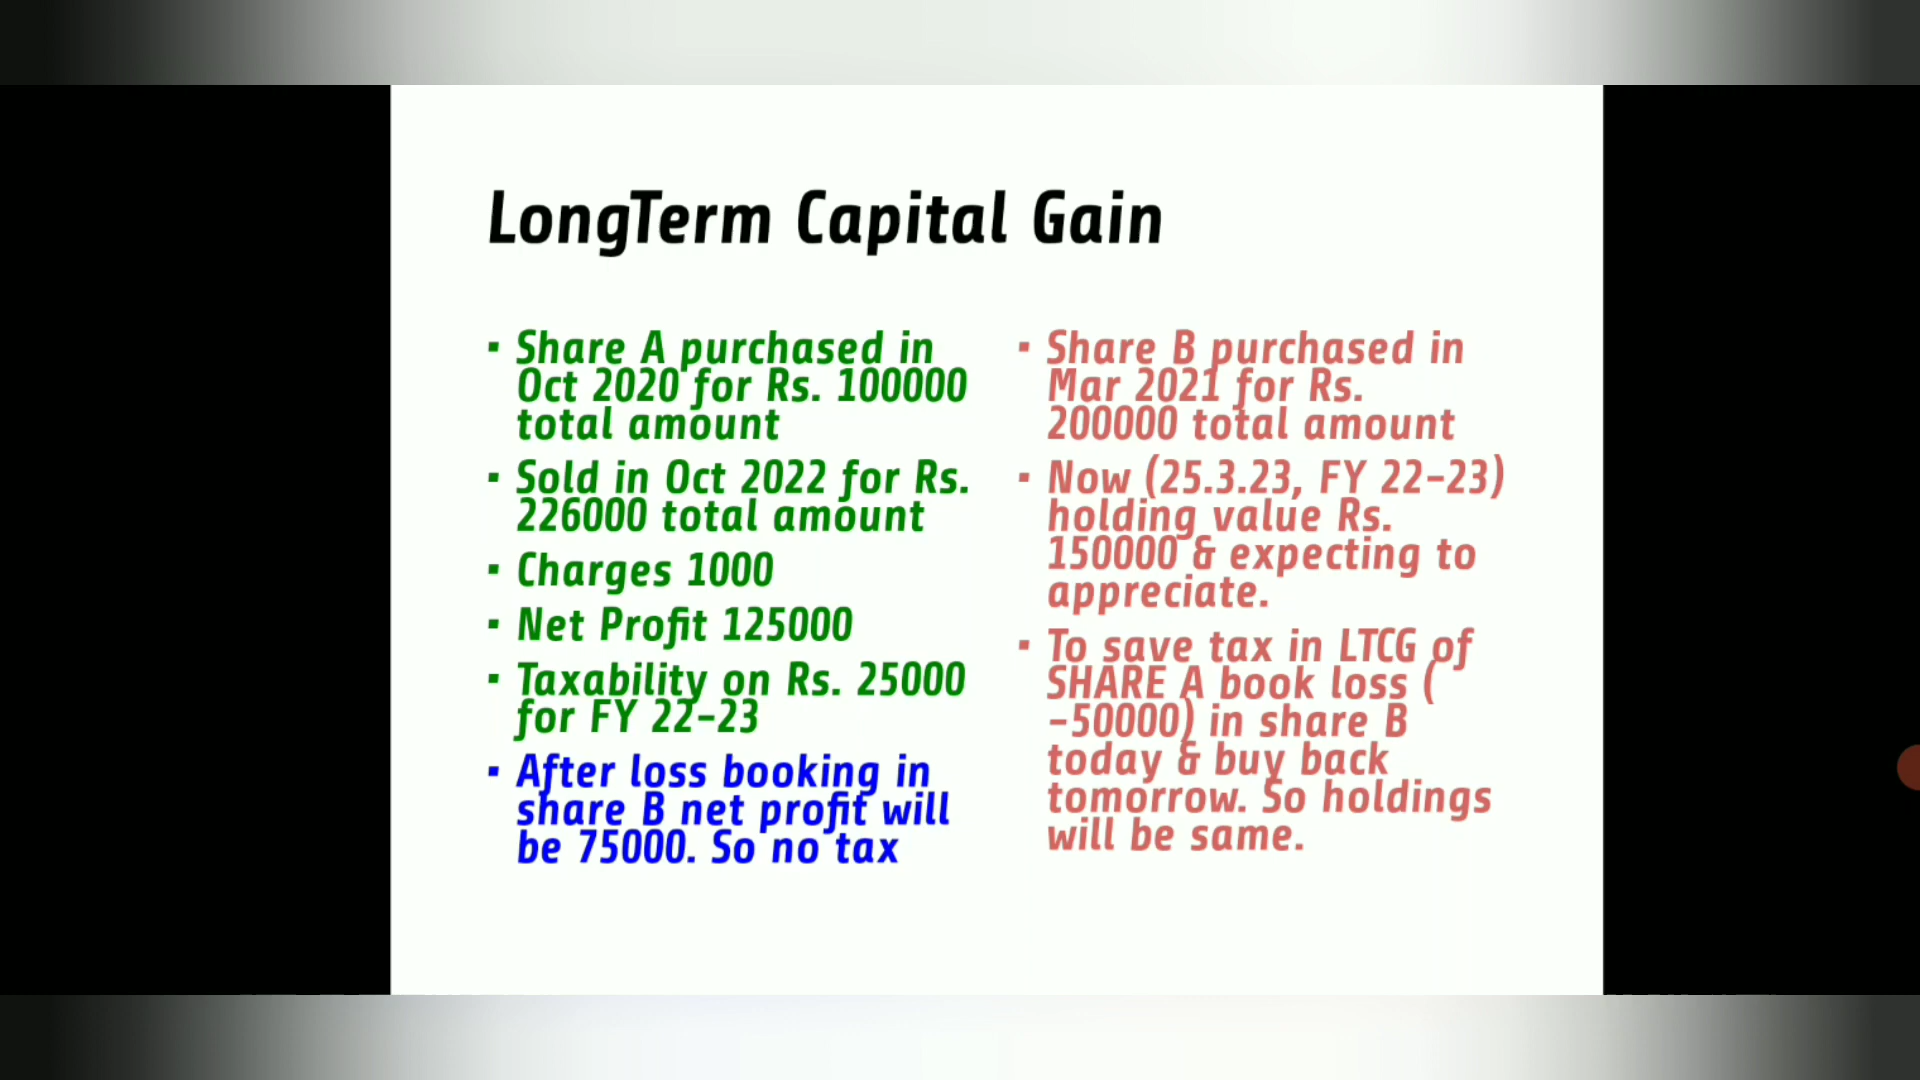 LongTerm Capital Gain
▪ Share A purchased in
Oct 2020 for Rs. 100000
total amount
▪ Sold in Oct 2022 for Rs.
226000 total amount
▪ Charges 1000
▪ Net Profit 125000
▪ Taxability on Rs. 25000
for FY 22-23
▪ After loss booking in
share B net profit will
be 75000. So no tax
▪ Share B purchased in
Mar 2021 for Rs.
200000 total amount
▪ Now (25.3.23, FY 22-23)
holding value Rs.
150000 & expecting to
appreciate.
▪ To save tax in LTCG of
SHARE A book loss (
-50000) in share B
today & buy back
tomorrow. So holdings
will be same.